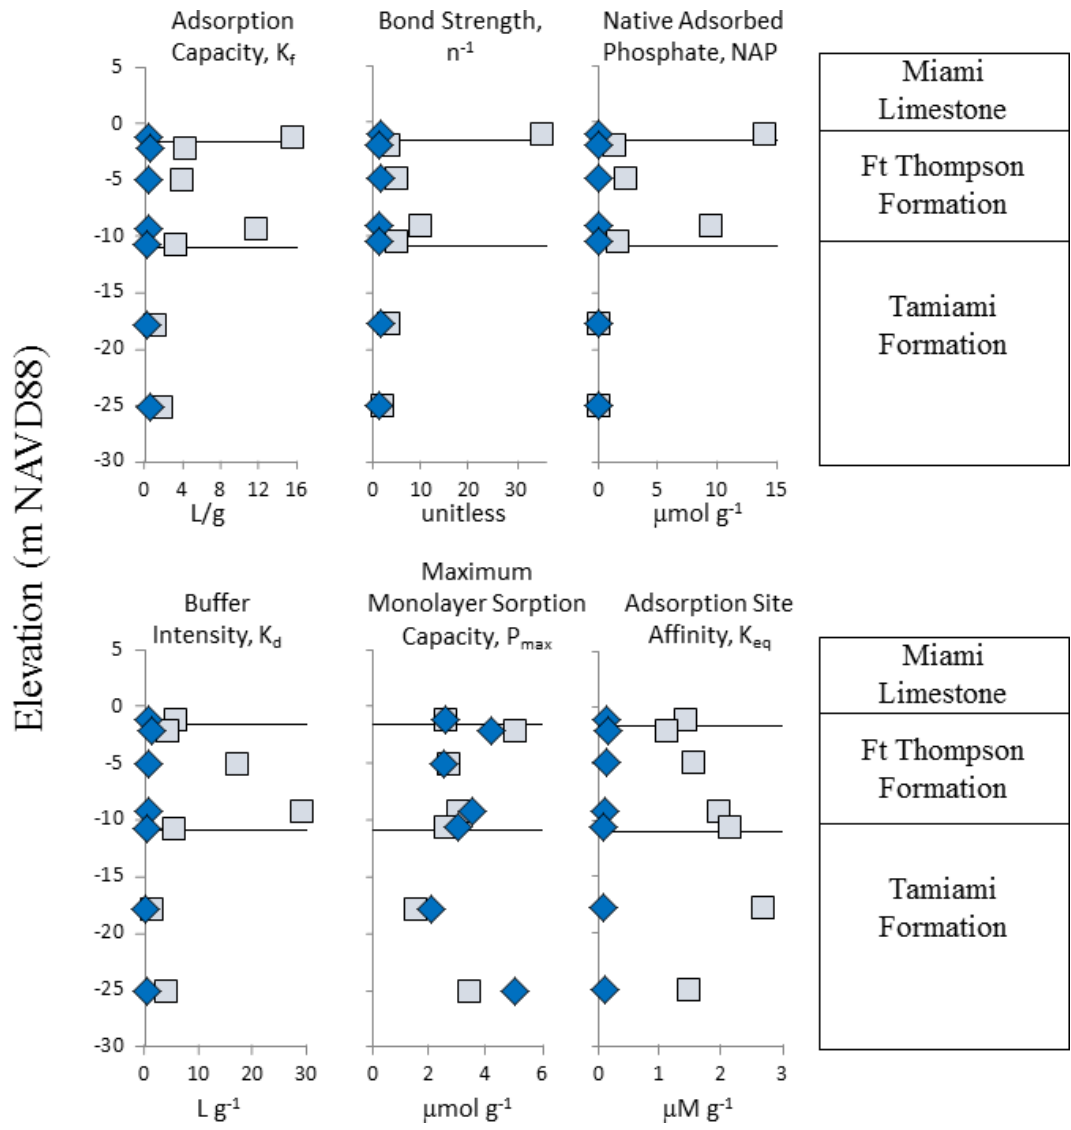 Adsorption
Capacity, Kf
Bond Strength,
n-1
Native Adsorbed
Phosphate, NAP
5
0
-5
-10
-15
-20
-25
-30
0 4 8 12 16
L/g
0 10 20 30
unitless
0 5 10 15
μmol g-1
Miami
Limestone
Ft Thompson
Formation
Tamiami
Formation
Elevation (m NAVD88)
Buffer
Intensity, Kd
Maximum
Monolayer Sorption
Capacity, Pmax
Adsorption Site
Affinity, Keq
5
0
-5
-10
-15
-20
-25
-30
0 10 20 30
L g-1
0 2 4 6
μmol g-1
0 1 2 3
μM g-1
Miami
Limestone
Ft Thompson
Formation
Tamiami
Formation